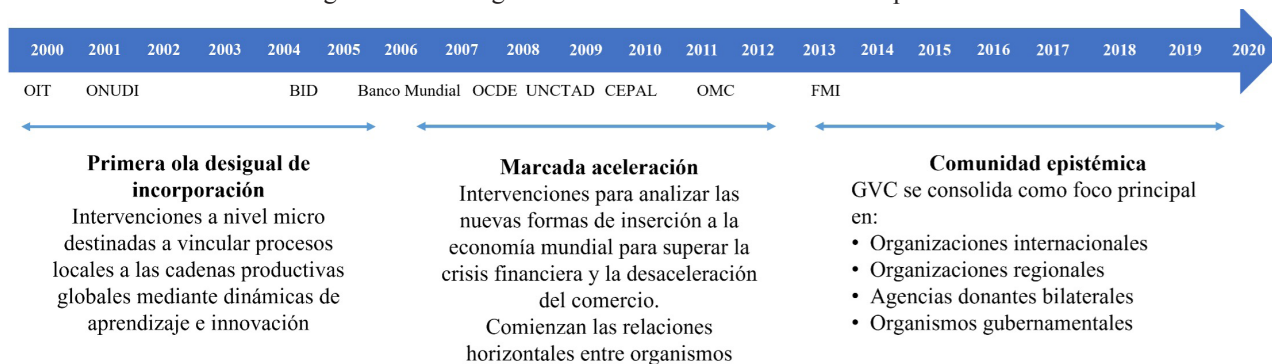 2000 2001 2002 2003 2004 2005 2006 2007 2008 2009 2010 2011 2012 2013 2014 2015 2016 2017 2018 2019 2020
OIT ONUDI BID Banco Mundial OCDE UNCTAD CEPAL OMC FMI
Primera ola desigual de
incorporación
Intervenciones a nivel micro
destinadas a vincular procesos
locales a las cadenas productivas
globales mediante dinámicas de
aprendizaje e innovación
Marcada aceleración
Intervenciones para analizar las
nuevas formas de inserción a la
economía mundial para superar la
crisis financiera y la desaceleración
del comercio.
Comienzan las relaciones
horizontales entre organismos
Comunidad epistémica
GVC se consolida como foco principal
en:
• Organizaciones internacionales
• Organizaciones regionales
• Agencias donantes bilaterales
• Organismos gubernamentales